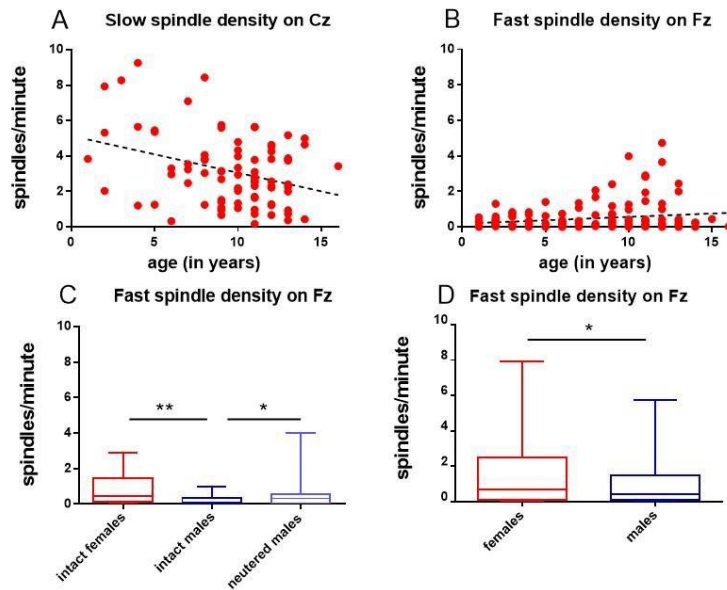 A
Slow spindle density on Cz
spindles/minute
10
8
6
4
2
0
0
5
10
15
age (in years)
B
Fast spindle density on Fz
spindles/minute
10
8
6
4
2
0
0
5
10
15
age (in years)
C
Fast spindle density on Fz
spindles/minute
10
8
6
4
2
0
**
*
intact females
intact males
neutered males
D
Fast spindle density on Fz
spindles/minute
10
8
6
4
2
0
*
females
males